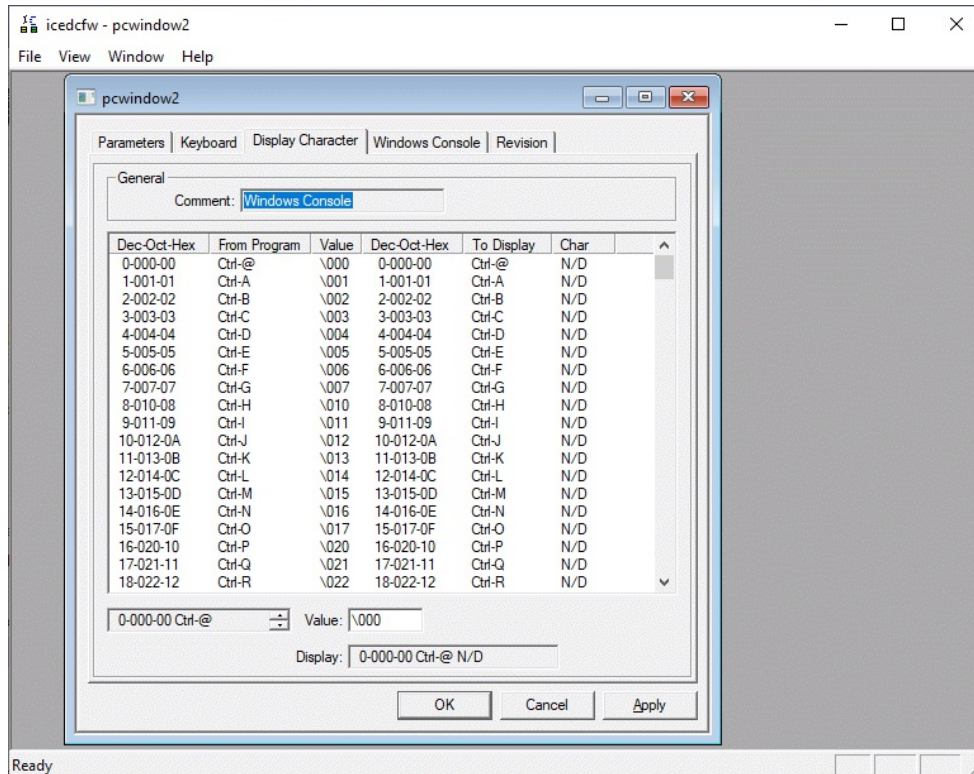 icedcfw - pcwindow2
File View Window Help
pcwindow2
Parameters Keyboard Display Character Windows Console Revision
General
Comment: Windows Console
Dec-Oct-Hex From Program Value Dec-Oct-Hex To Display Char
0-000-00 Ctrl-@ \000 0-000-00 Ctrl-@ N/D
1-001-01 Ctrl-A \001 1-001-01 Ctrl-A N/D
2-002-02 Ctrl-B \002 2-002-02 Ctrl-B N/D
3-003-03 Ctrl-C \003 3-003-03 Ctrl-C N/D
4-004-04 Ctrl-D \004 4-004-04 Ctrl-D N/D
5-005-05 Ctrl-E \005 5-005-05 Ctrl-E N/D
6-006-06 Ctrl-F \006 6-006-06 Ctrl-F N/D
7-007-07 Ctrl-G \007 7-007-07 Ctrl-G N/D
8-010-08 Ctrl-H \010 8-010-08 Ctrl-H N/D
9-011-09 Ctrl-I \011 9-011-09 Ctrl-I N/D
10-012-0A Ctrl-J \012 10-012-0A Ctrl-J N/D
11-013-0B Ctrl-K \013 11-013-0B Ctrl-K N/D
12-014-0C Ctrl-L \014 12-014-0C Ctrl-L N/D
13-015-0D Ctrl-M \015 13-015-0D Ctrl-M N/D
14-016-0E Ctrl-N \016 14-016-0E Ctrl-N N/D
15-017-0F Ctrl-O \017 15-017-0F Ctrl-O N/D
16-020-10 Ctrl-P \020 16-020-10 Ctrl-P N/D
17-021-11 Ctrl-Q \021 17-021-11 Ctrl-Q N/D
18-022-12 Ctrl-R \022 18-022-12 Ctrl-R N/D
0-000-00 Ctrl-@ Value: \000
Display: 0-000-00 Ctrl-@ N/D
OK Cancel Apply
Ready